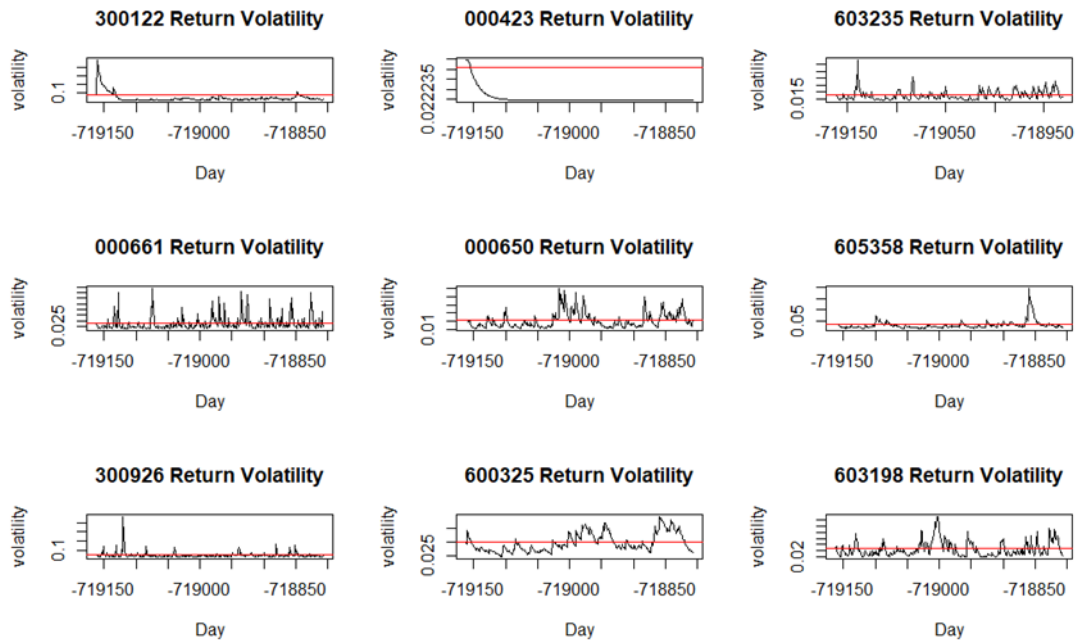 300122 Return Volatility
volatility
0.1
-719150 -719000 -718850
Day
000423 Return Volatility
volatility
0.022235
-719150 -719000 -718850
Day
603235 Return Volatility
volatility
0.015
-719150 -719050 -718950
Day
000661 Return Volatility
volatility
0.025
-719150 -719000 -718850
Day
000650 Return Volatility
volatility
0.01
-719150 -719000 -718850
Day
605358 Return Volatility
volatility
0.05
-719150 -719000 -718850
Day
300926 Return Volatility
volatility
0.1
-719150 -719000 -718850
Day
600325 Return Volatility
volatility
0.025
-719150 -719000 -718850
Day
603198 Return Volatility
volatility
0.02
-719150 -719000 -718850
Day